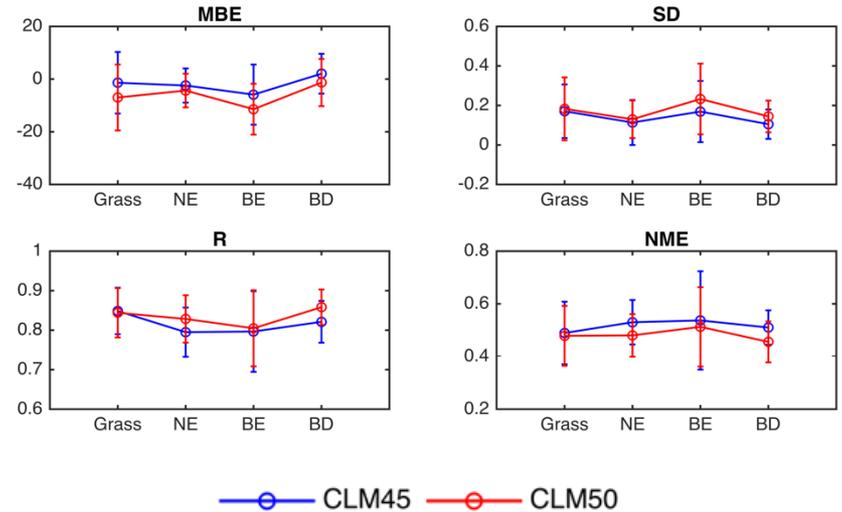 MBE
20
0
-20
-40
Grass NE BE BD
SD
0.6
0.4
0.2
0
-0.2
Grass NE BE BD
R
1
0.9
0.8
0.7
0.6
Grass NE BE BD
NME
0.8
0.6
0.4
0.2
Grass NE BE BD
CLM45 CLM50